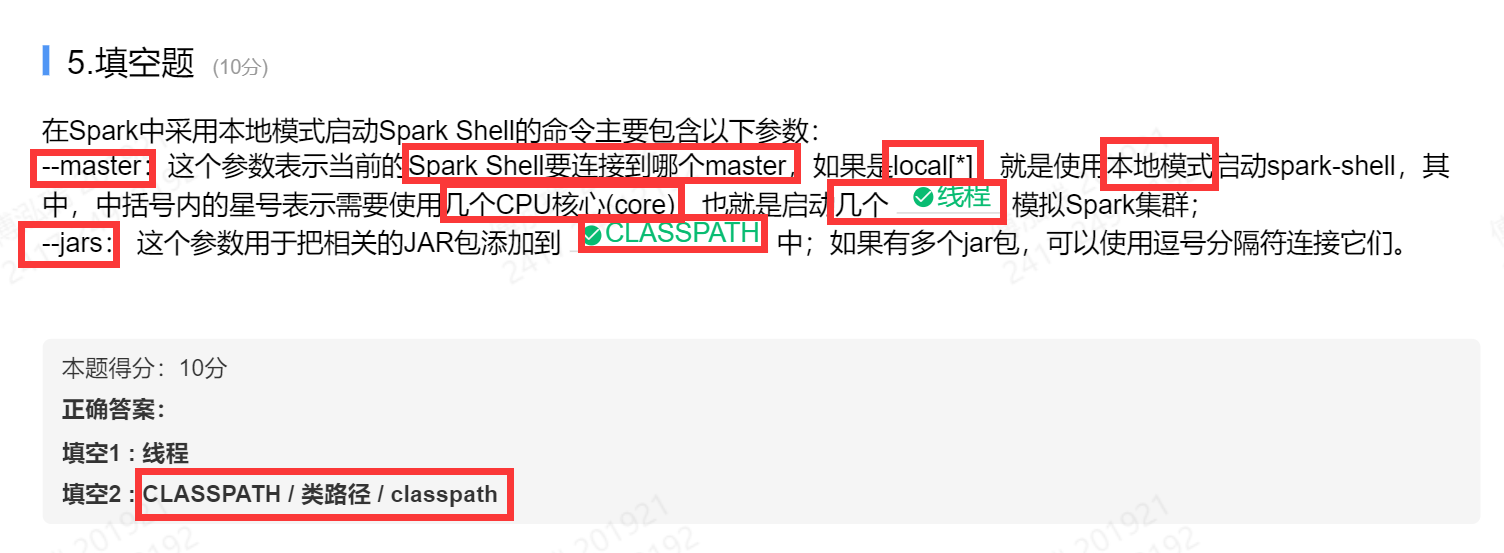 5.填空题 (10分)
在Spark中采用本地模式启动Spark Shell的命令主要包含以下参数：
--master：这个参数表示当前的Spark Shell要连接到哪个master，如果是local[*]，就是使用本地模式启动spark-shell，其
中，中括号内的星号表示需要使用几个CPU核心(core)，也就是启动几个 线程 模拟Spark集群；
--jars： 这个参数用于把相关的JAR包添加到 CLASSPATH 中；如果有多个jar包，可以使用逗号分隔符连接它们。
本题得分：10分
正确答案：
填空1 : 线程
填空2 : CLASSPATH / 类路径 / classpath